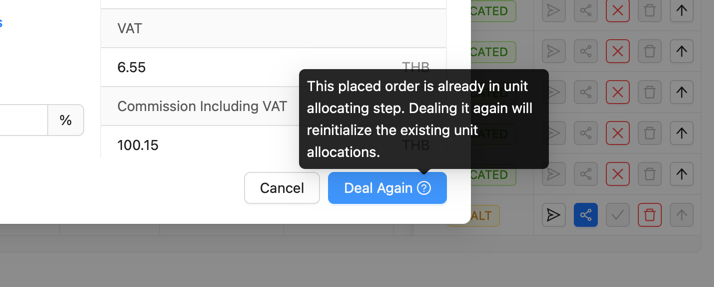 CATED
s
VAT
CATED
6.55 THB
This placed order is already in unit
allocating step. Dealing it again will
reinitialize the existing unit
allocations.
CATED
%
Commission Including VAT
CATED
100.15 THB
CATED
Cancel
Deal Again
ALT